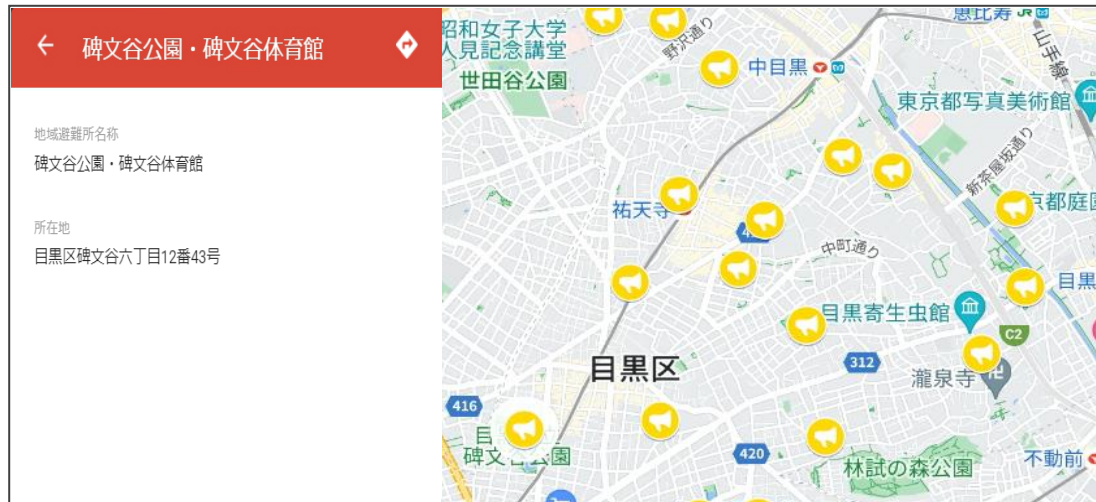 碑文谷公園・碑文谷体育館
地域避難所名称
碑文谷公園・碑文谷体育館
所在地
目黒区碑文谷六丁目12番43号
昭和女子大学
人見記念講堂
世田谷公園
野沢通り
中目黒
恵比寿 JR
山手線
東京都写真美術館
新茶屋坂通り
京都庭園
祐天寺
中町通り
目黒
目黒寄生虫館
C2
目黒区
312
瀧泉寺
416
碑文谷公園
420
林試の森公園
不動前